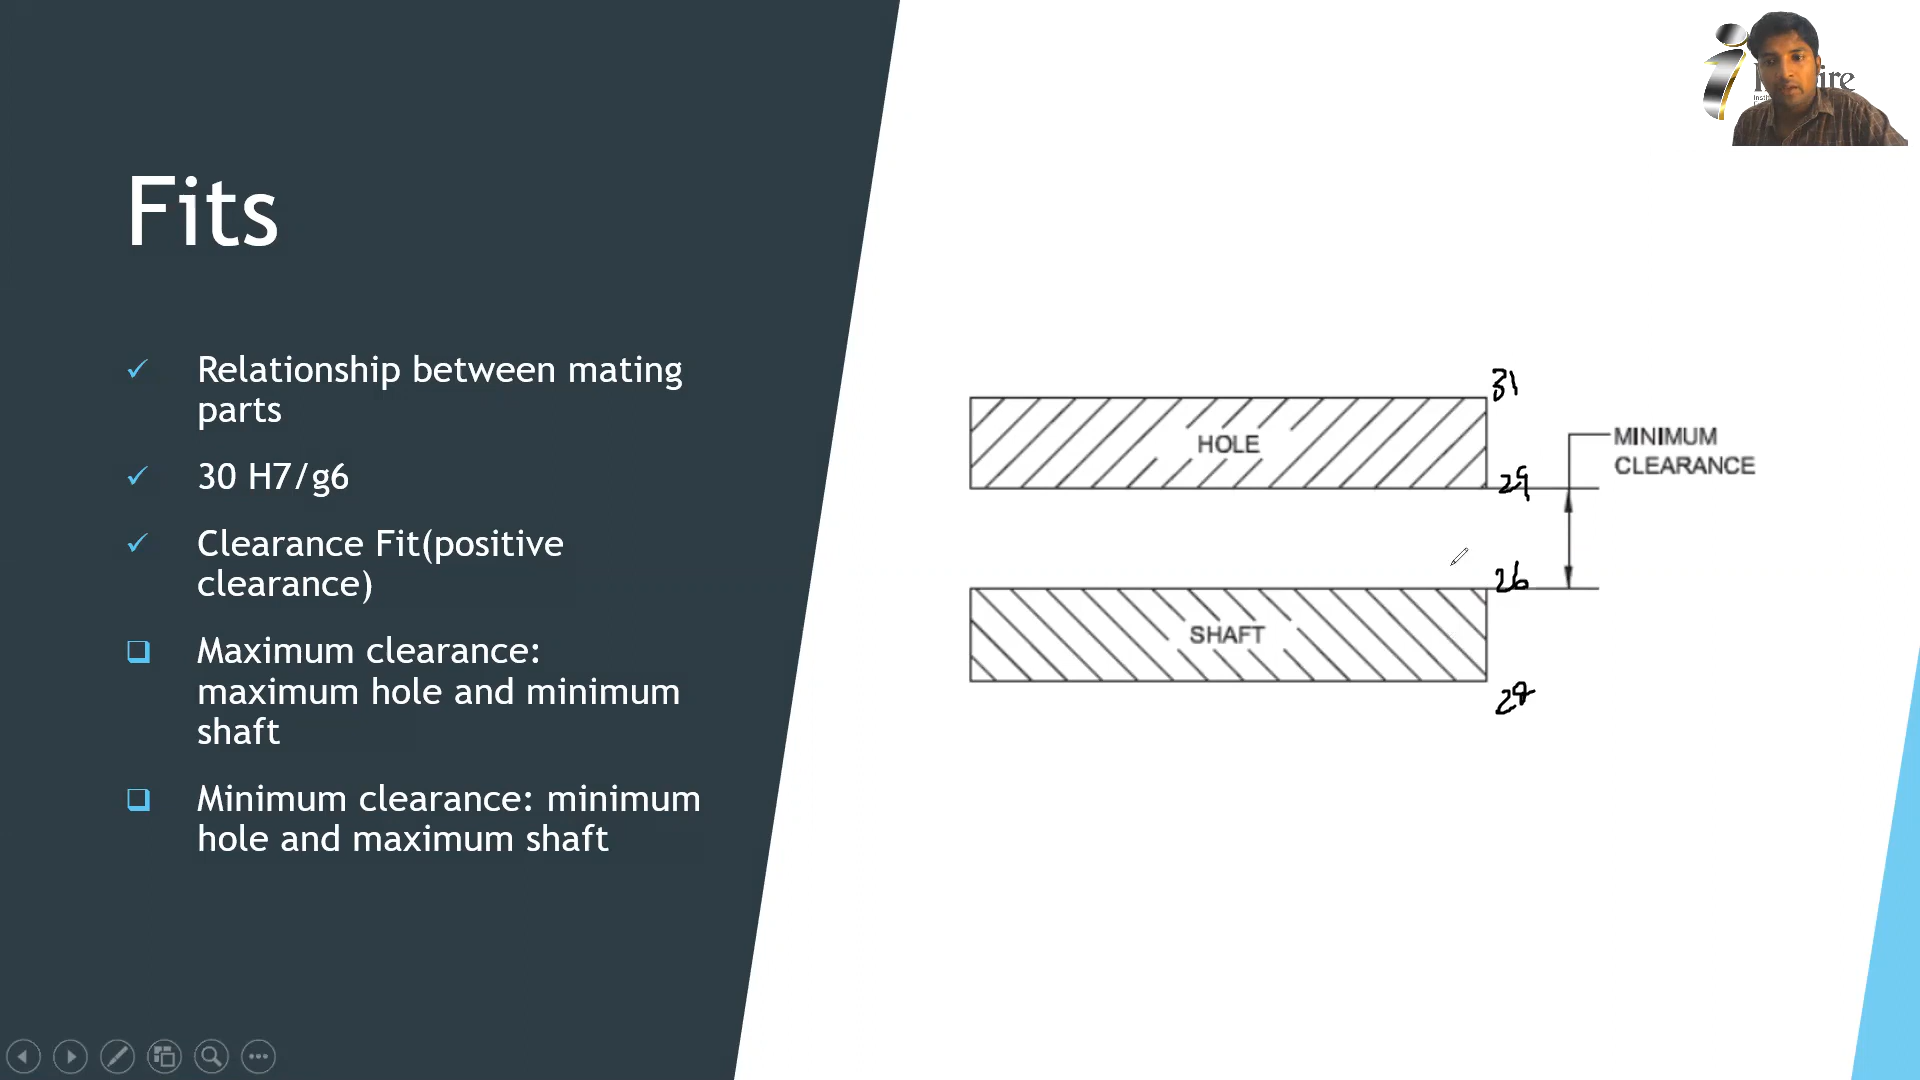 Fits
Relationship between mating
parts
30 H7/g6
Clearance Fit(positive
clearance)
Maximum clearance:
maximum hole and minimum
shaft
Minimum clearance: minimum
hole and maximum shaft
31
HOLE
MINIMUM
CLEARANCE
29
26
SHAFT